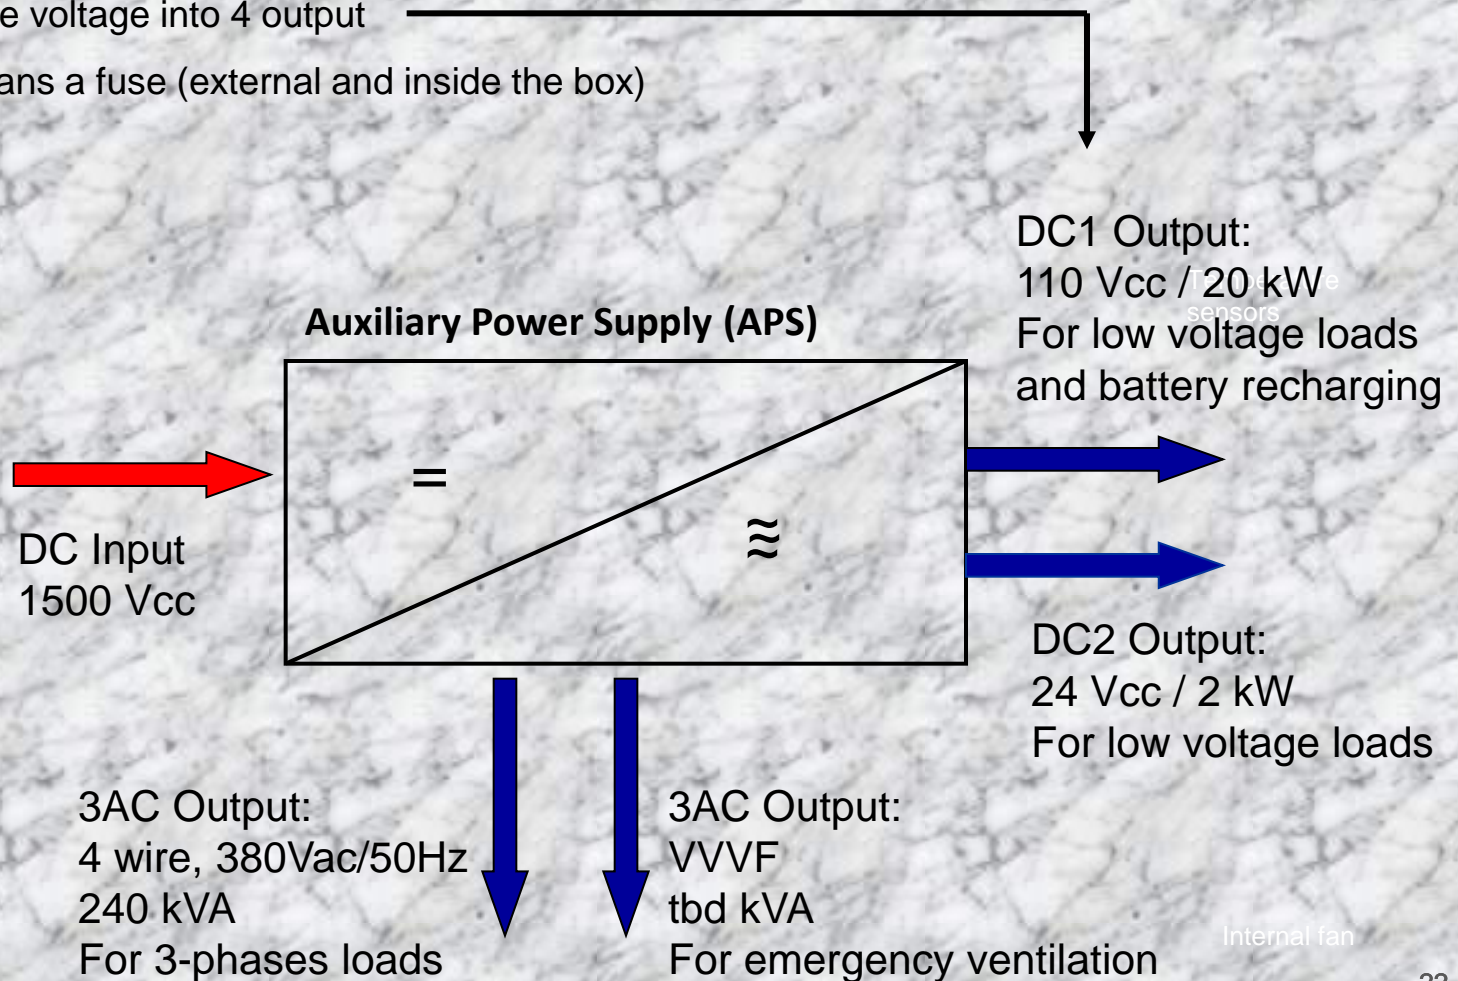 e voltage into 4 output
ans a fuse (external and inside the box)
DC1 Output:
110 Vcc / 20 kW
For low voltage loads
and battery recharging
Temperature
sensors
Auxiliary Power Supply (APS)
=
≋
DC Input
1500 Vcc
DC2 Output:
24 Vcc / 2 kW
For low voltage loads
3AC Output:
4 wire, 380Vac/50Hz
240 kVA
For 3-phases loads
3AC Output:
VVVF
tbd kVA
For emergency ventilation
Internal fan